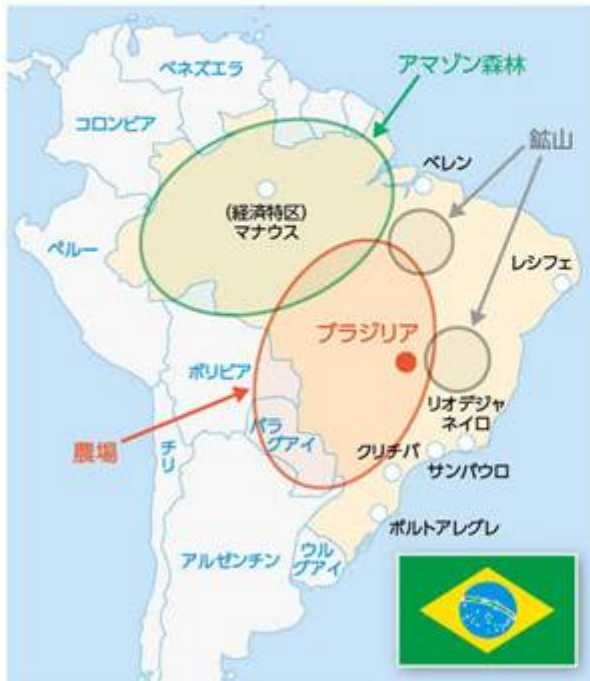 ベネズエラ
アマゾン森林
コロンビア
鉱山
ベレン
(経済特区)
マナウス
ペルー
レシフェ
ブラジリア
ボリビア
リオデジャ
ネイロ
パラ
グアイ
農場
チリ
クリチバ
サンパウロ
ポルトアレグレ
アルゼンチン
ウル
グアイ